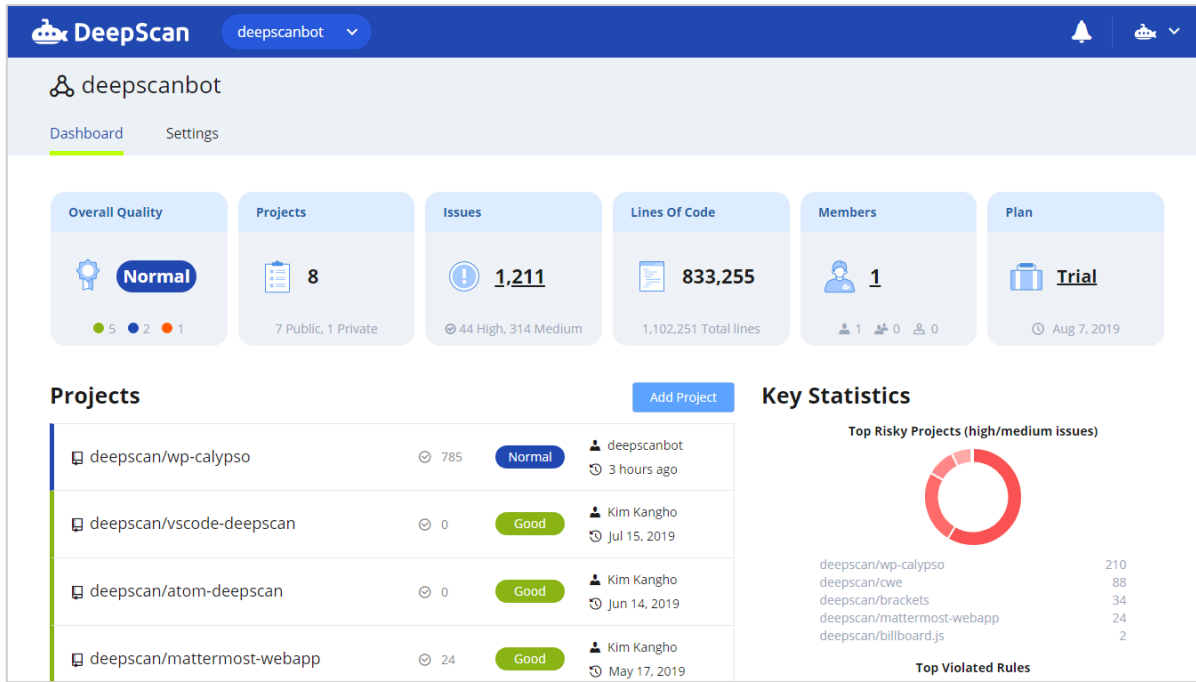 DeepScan deepscanbot
deepscanbot
Dashboard Settings
Overall Quality
Normal
5 2 1
Projects
8
7 Public, 1 Private
Issues
1,211
44 High, 314 Medium
Lines Of Code
833,255
1,102,251 Total lines
Members
1
1 0 0
Plan
Trial
Aug 7, 2019
Projects
Add Project
deepscan/wp-calypso 785 Normal deepscanbot
3 hours ago
deepscan/vscode-deepscan 0 Good Kim Kangho
Jul 15, 2019
deepscan/atom-deepscan 0 Good Kim Kangho
Jun 14, 2019
deepscan/mattermost-webapp 24 Good Kim Kangho
May 17, 2019
Key Statistics
Top Risky Projects (high/medium issues)
deepscan/wp-calypso 210
deepscan/cwe 88
deepscan/brackets 34
deepscan/mattermost-webapp 24
deepscan/billboard.js 2
Top Violated Rules